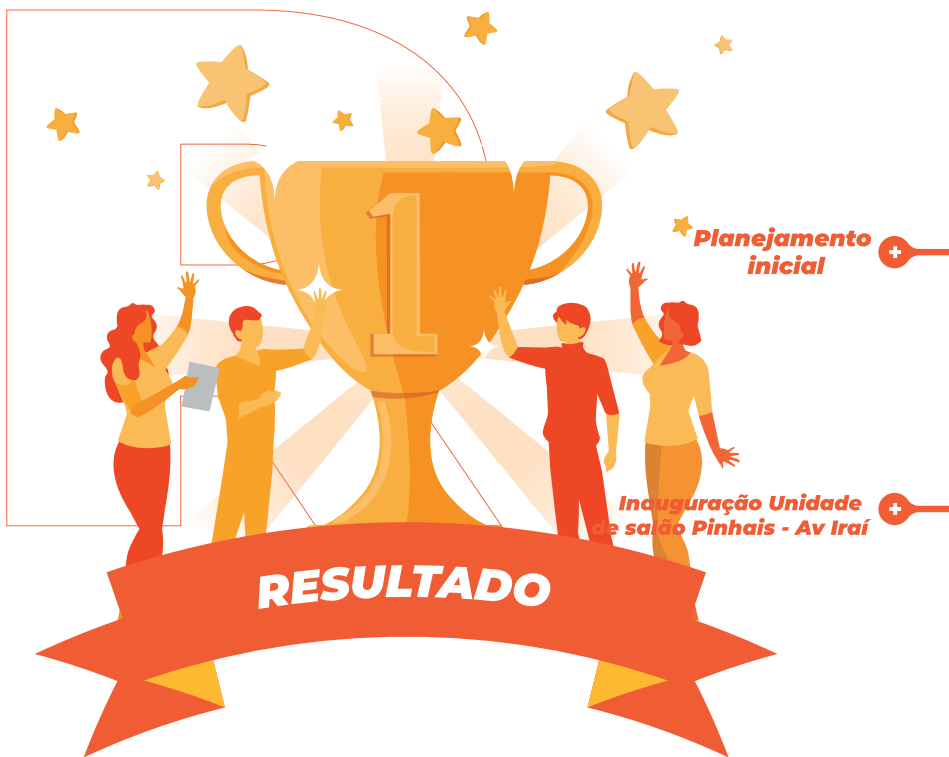 1
Planejamento
inicial
Inauguração Unidade
de salão Pinhais - Av Iraí
RESULTADO